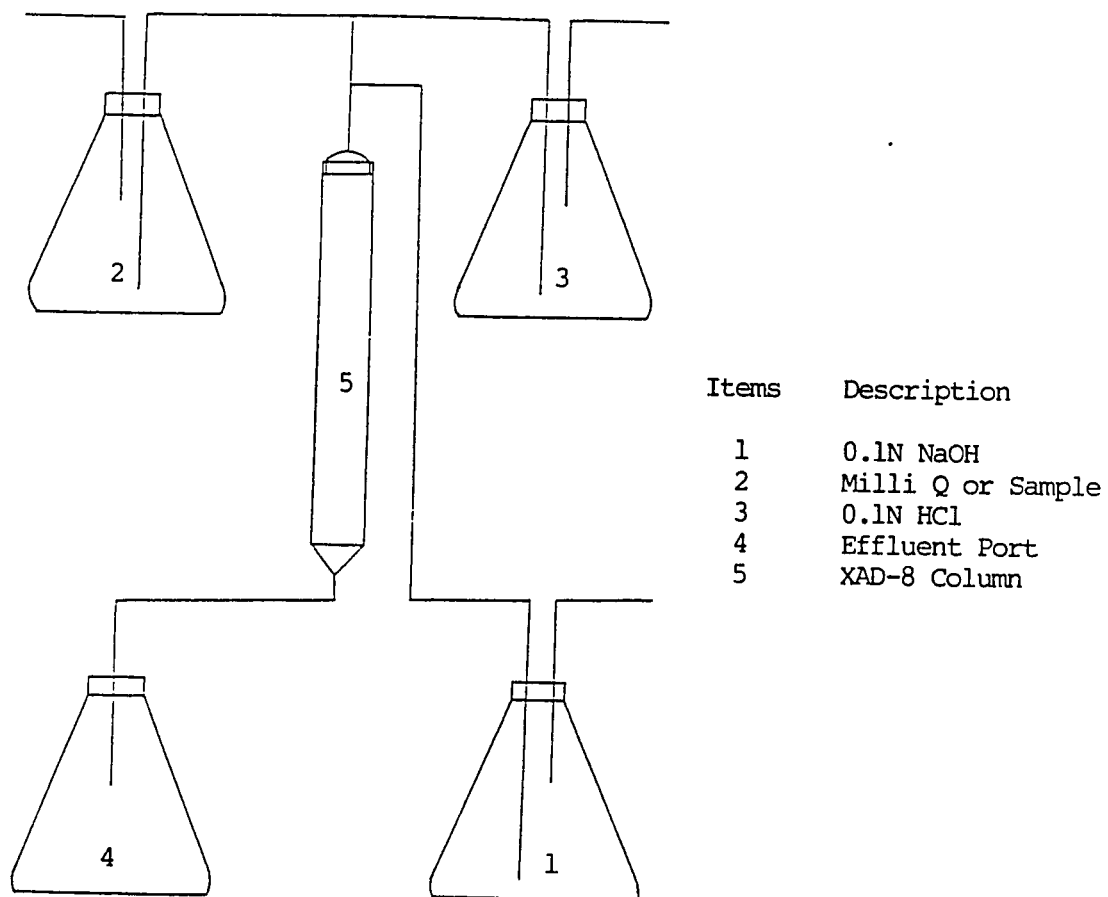 2
3
5
4
1
Items Description
1 0.1N NaOH
2 Milli Q or Sample
3 0.1N HCl
4 Effluent Port
5 XAD-8 Column